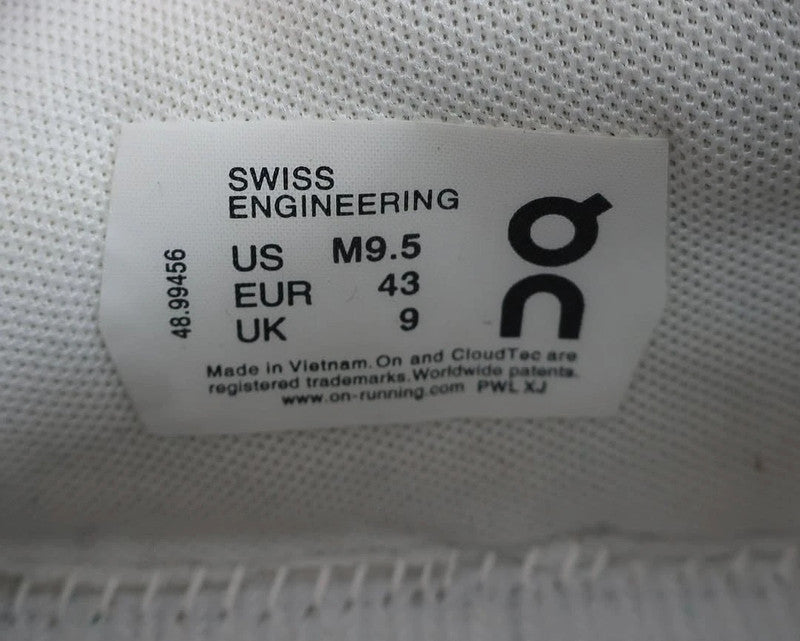 SWISS
ENGINEERING
US M9.5
EUR 43
UK 9
48.99456
Made in Vietnam. On and CloudTec are
registered trademarks. Worldwide patents.
www.on-running.com PWL XJ
On